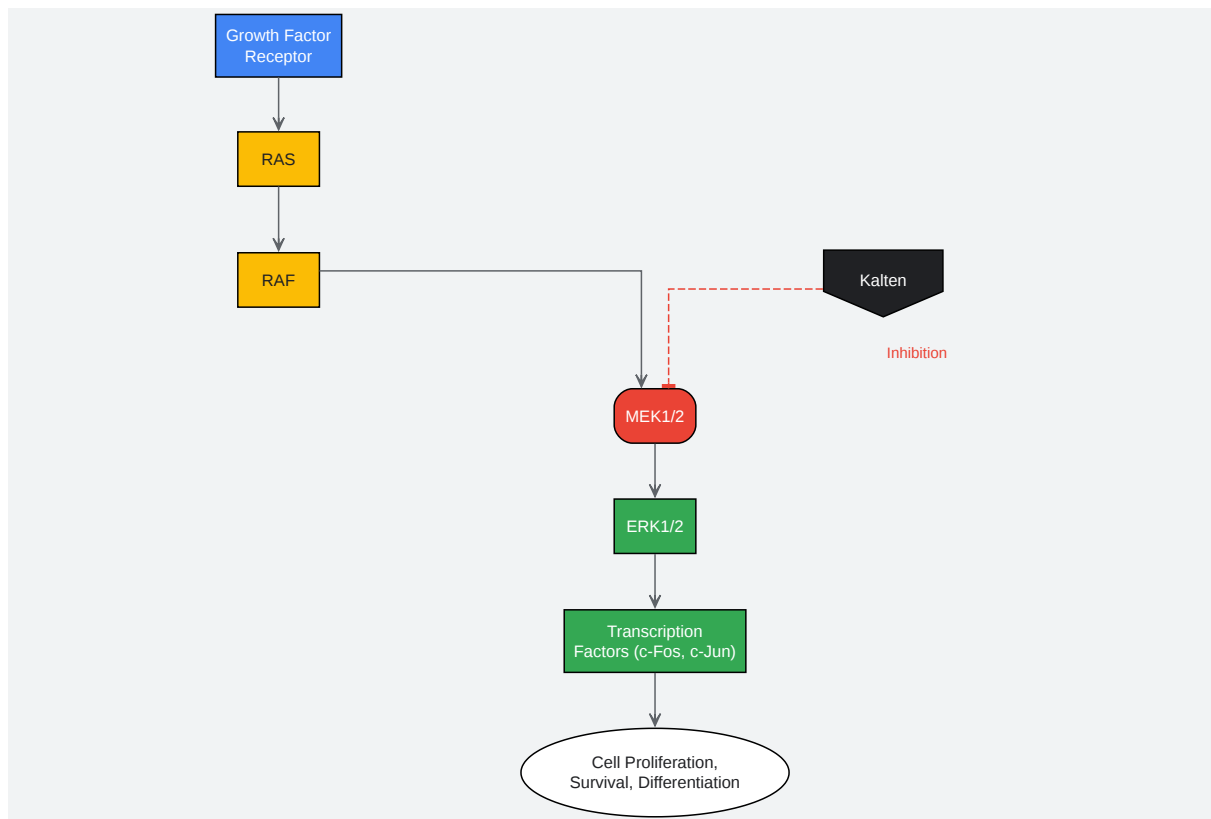 Growth Factor
Receptor
RAS
RAF
Kalten
Inhibition
MEK1/2
ERK1/2
Transcription
Factors (c-Fos, c-Jun)
Cell Proliferation,
Survival, Differentiation